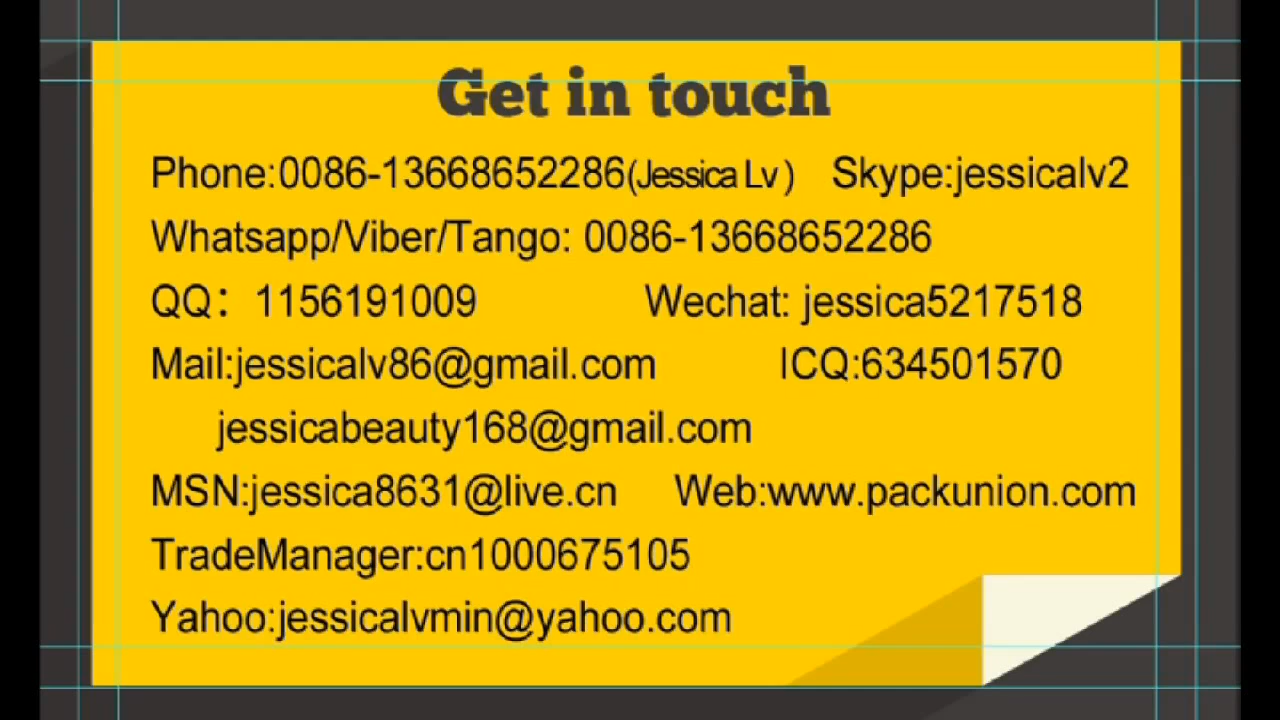 Get in touch
Phone:0086-13668652286(Jessica Lv) Skype:jessicalv2
Whatsapp/Viber/Tango: 0086-13668652286
QQ：1156191009 Wechat: jessica5217518
Mail:jessicalv86@gmail.com ICQ:634501570
jessicabeauty168@gmail.com
MSN:jessica8631@live.cn Web:www.packunion.com
TradeManager:cn1000675105
Yahoo:jessicalvmin@yahoo.com